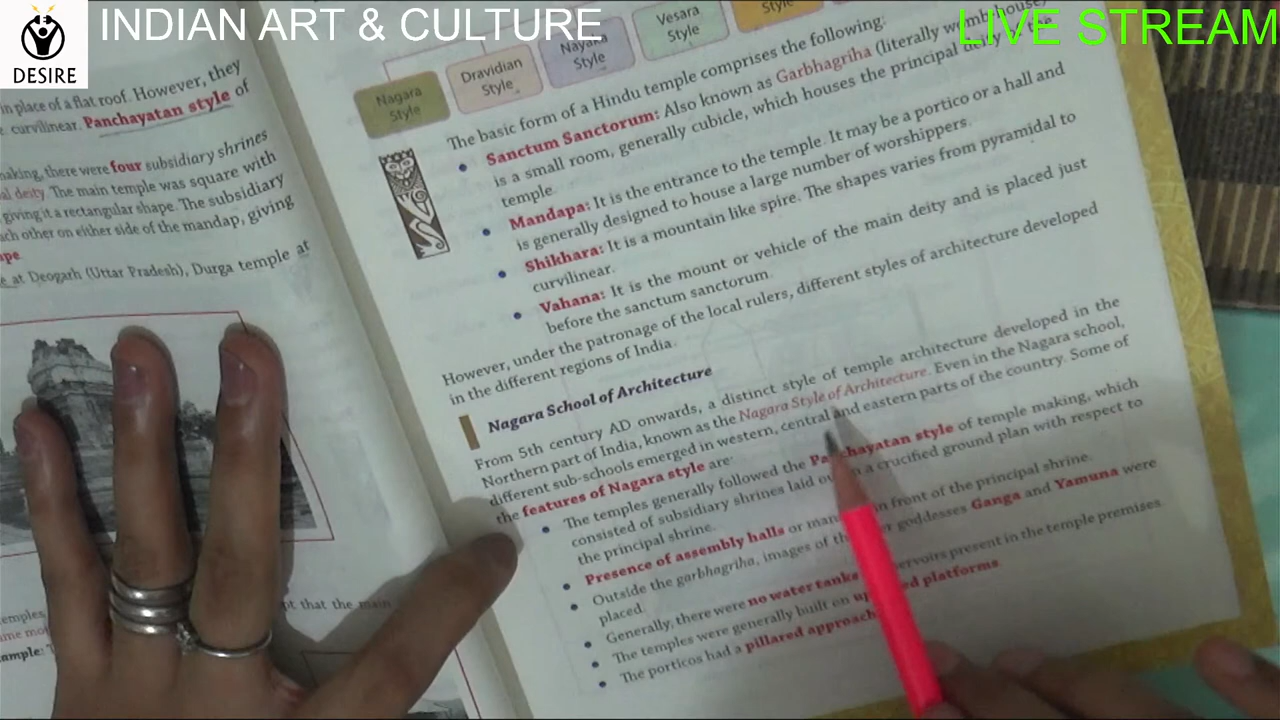 INDIAN ART & CULTURE
LIVE STREAM
DESIRE
in place of a flat roof. However, they
curvilinear. Panchayatan style of
making, there were four subsidiary shrines
al deity. The main temple was square with
giving it a rectangular shape. The subsidiary
ach other on either side of the mandap, giving
at Deogarh (Uttar Pradesh), Durga temple at
pt that the main
Nagara
Style
Dravidian
Style
Nayaka
Style
Vesara
Style
Style
The basic form of a Hindu temple comprises the following:
Sanctum Sanctorum: Also known as Garbhagriha (literally womb-house)
is a small room, generally cubicle, which houses the principal deity
temple.
Mandapa: It is the entrance to the temple. It may be a portico or a hall and
is generally designed to house a large number of worshippers.
Shikhara: It is a mountain like spire. The shapes varies from pyramidal to
curvilinear.
Vahana: It is the mount or vehicle of the main deity and is placed just
before the sanctum sanctorum.
However, under the patronage of the local rulers, different styles of architecture developed
in the different regions of India.
Nagara School of Architecture
From 5th century AD onwards, a distinct style of temple architecture developed in the
Northern part of India, known as the Nagara Style of Architecture. Even in the Nagara school,
different sub-schools emerged in western, central and eastern parts of the country. Some of
the features of Nagara style are:
The temples generally followed the Panchayatan style of temple making, which
consisted of subsidiary shrines laid on a crucified ground plan with respect to
the principal shrine.
Presence of assembly halls or in front of the principal shrine.
Outside the garbhagriha, images of the goddesses Ganga and Yamuna were
placed.
Generally, there were no water tanks present in the temple premises.
The temples were generally built on platforms.
The porticos had a pillared approach